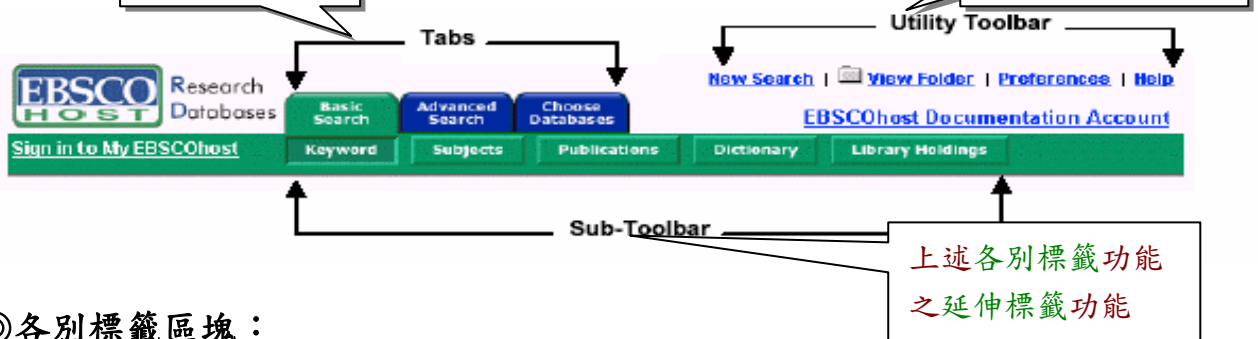 Tabs
Utility Toolbar
EBSCO HOST
Research Databases
Basic Search
Advanced Search
Choose Databases
New Search | View Folder | Preferences | Help
EBSCOhost Documentation Account
Sign in to My EBSCOhost
Keyword
Subjects
Publications
Dictionary
Library Holdings
Sub-Toolbar
上述各別標籤功能
之延伸標籤功能
◎各別標籤區塊：